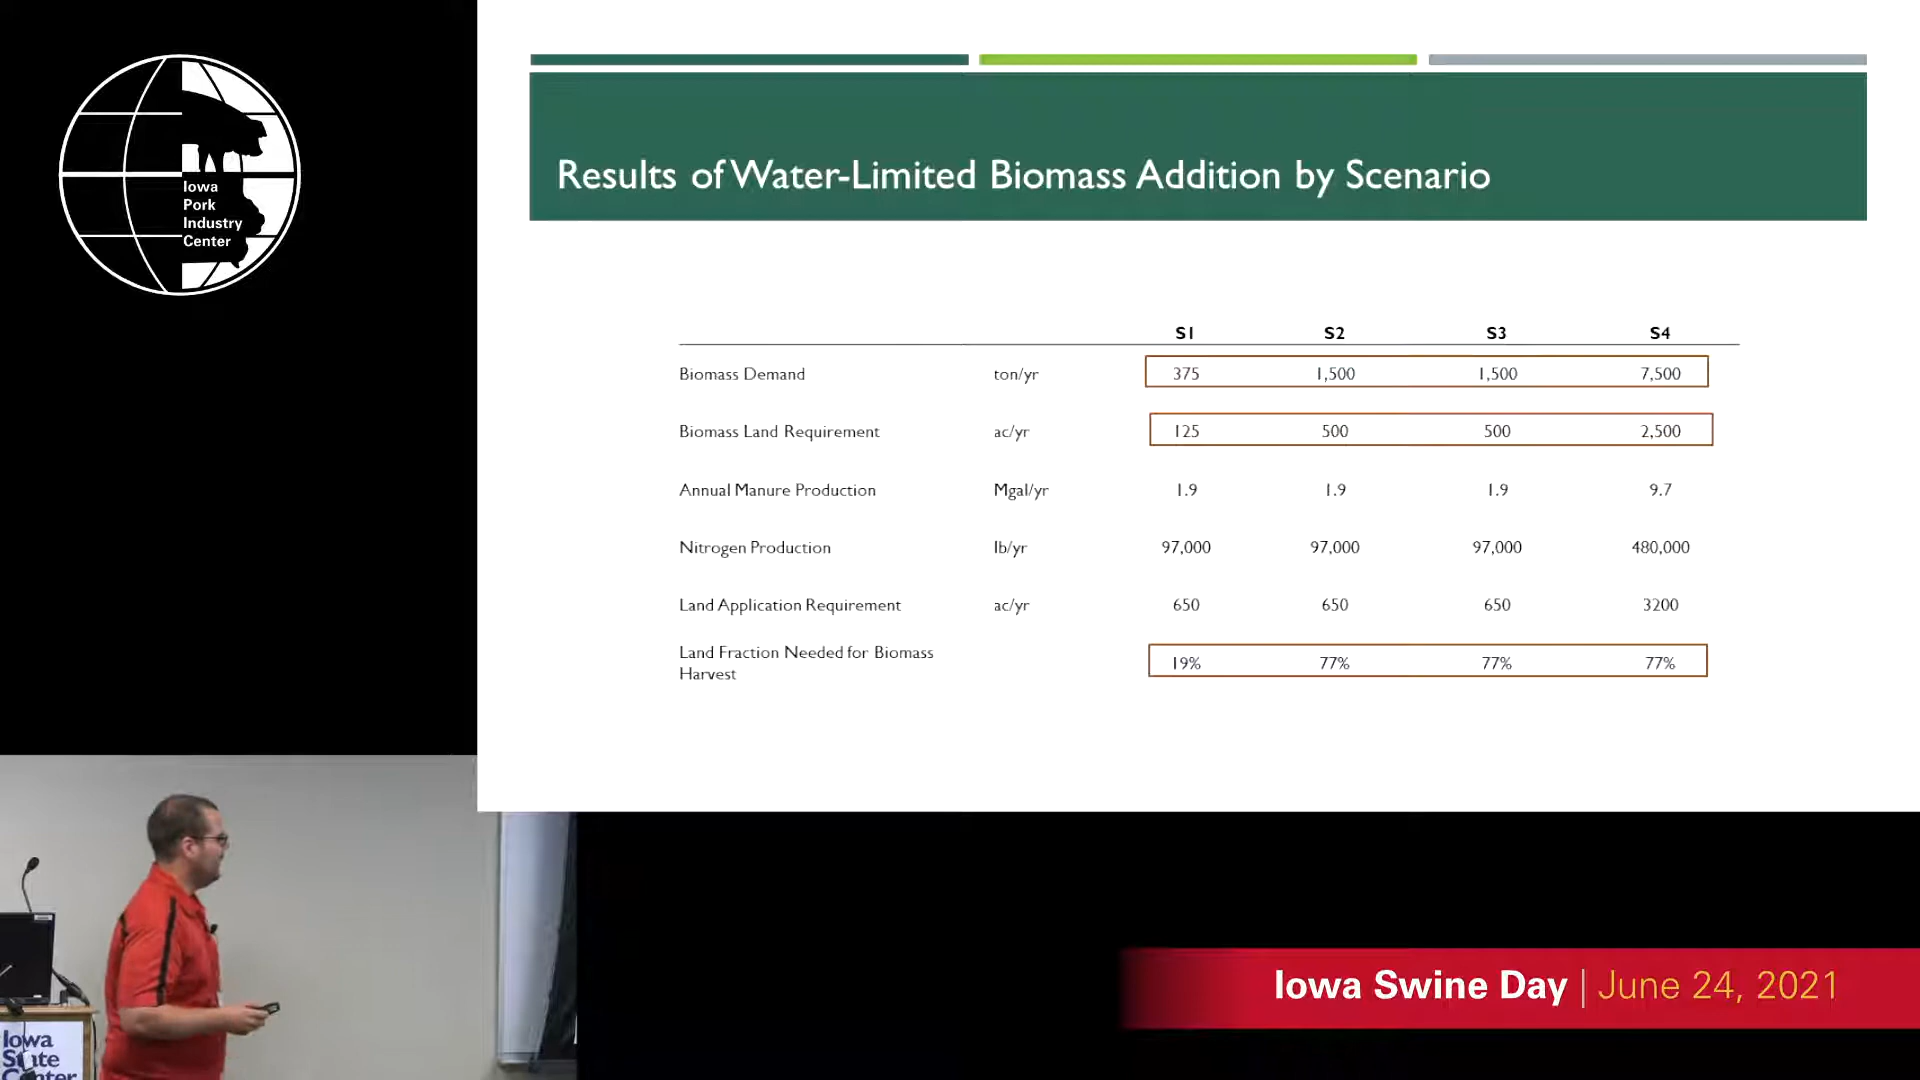 Iowa
Pork
Industry
Center
Results of Water-Limited Biomass Addition by Scenario
S1 S2 S3 S4
Biomass Demand ton/yr 375 1,500 1,500 7,500
Biomass Land Requirement ac/yr 125 500 500 2,500
Annual Manure Production Mgal/yr 1.9 1.9 1.9 9.7
Nitrogen Production lb/yr 97,000 97,000 97,000 480,000
Land Application Requirement ac/yr 650 650 650 3200
Land Fraction Needed for Biomass
Harvest 19% 77% 77% 77%
Iowa
State
Center
Iowa Swine Day | June 24, 2021